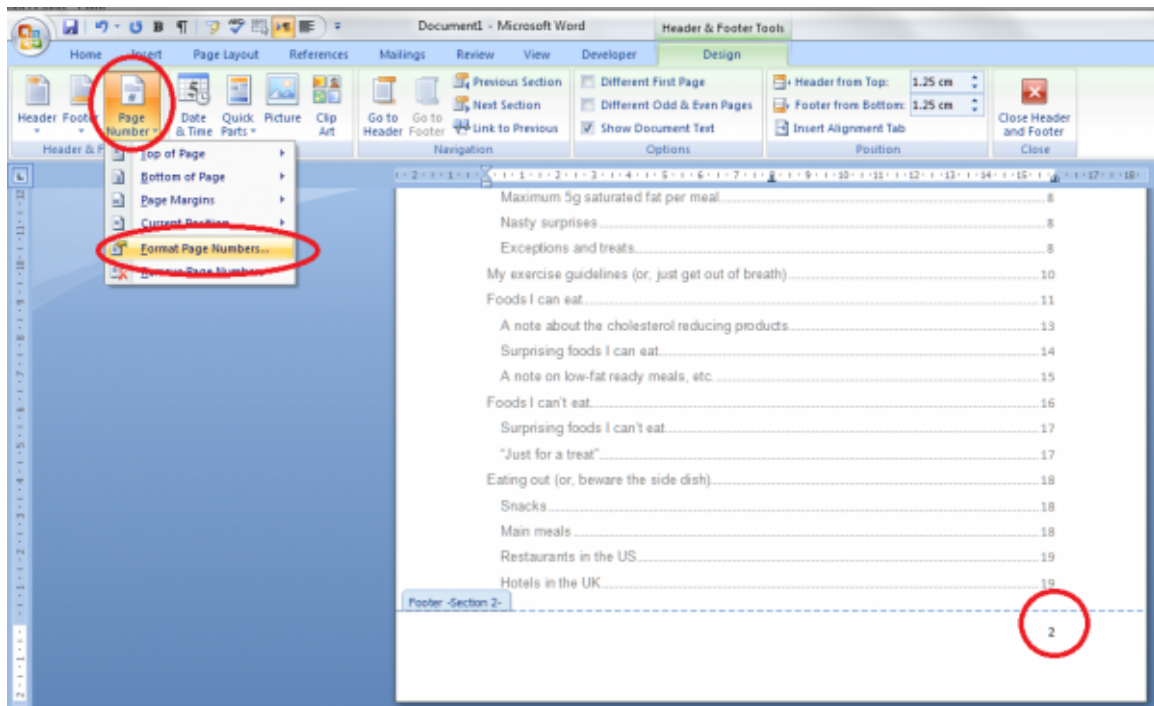 Document1 - Microsoft Word
Header & Footer Tools
Home Insert Page Layout References Mailings Review View Developer Design
Header Footer Page Number Date & Time Quick Parts Picture Clip Art
Go to Header Go to Footer Previous Section Next Section Link to Previous
Different First Page
Different Odd & Even Pages
Show Document Text
Header from Top: 1.25 cm
Footer from Bottom: 1.25 cm
Insert Alignment Tab
Close Header and Footer
Header & F Navigation Options Position Close
Top of Page
Bottom of Page
Page Margins
Current Position
Format Page Numbers...
Remove Page Numbers
Maximum 5g saturated fat per meal 8
Nasty surprises 8
Exceptions and treats 8
My exercise guidelines (or, just get out of breath) 10
Foods I can eat 11
A note about the cholesterol reducing products 13
Surprising foods I can eat 14
A note on low-fat ready meals, etc 15
Foods I can't eat 16
Surprising foods I can't eat 17
"Just for a treat" 17
Eating out (or, beware the side dish) 18
Snacks 18
Main meals 18
Restaurants in the US 19
Hotels in the UK 19
Footer -Section 2-
2